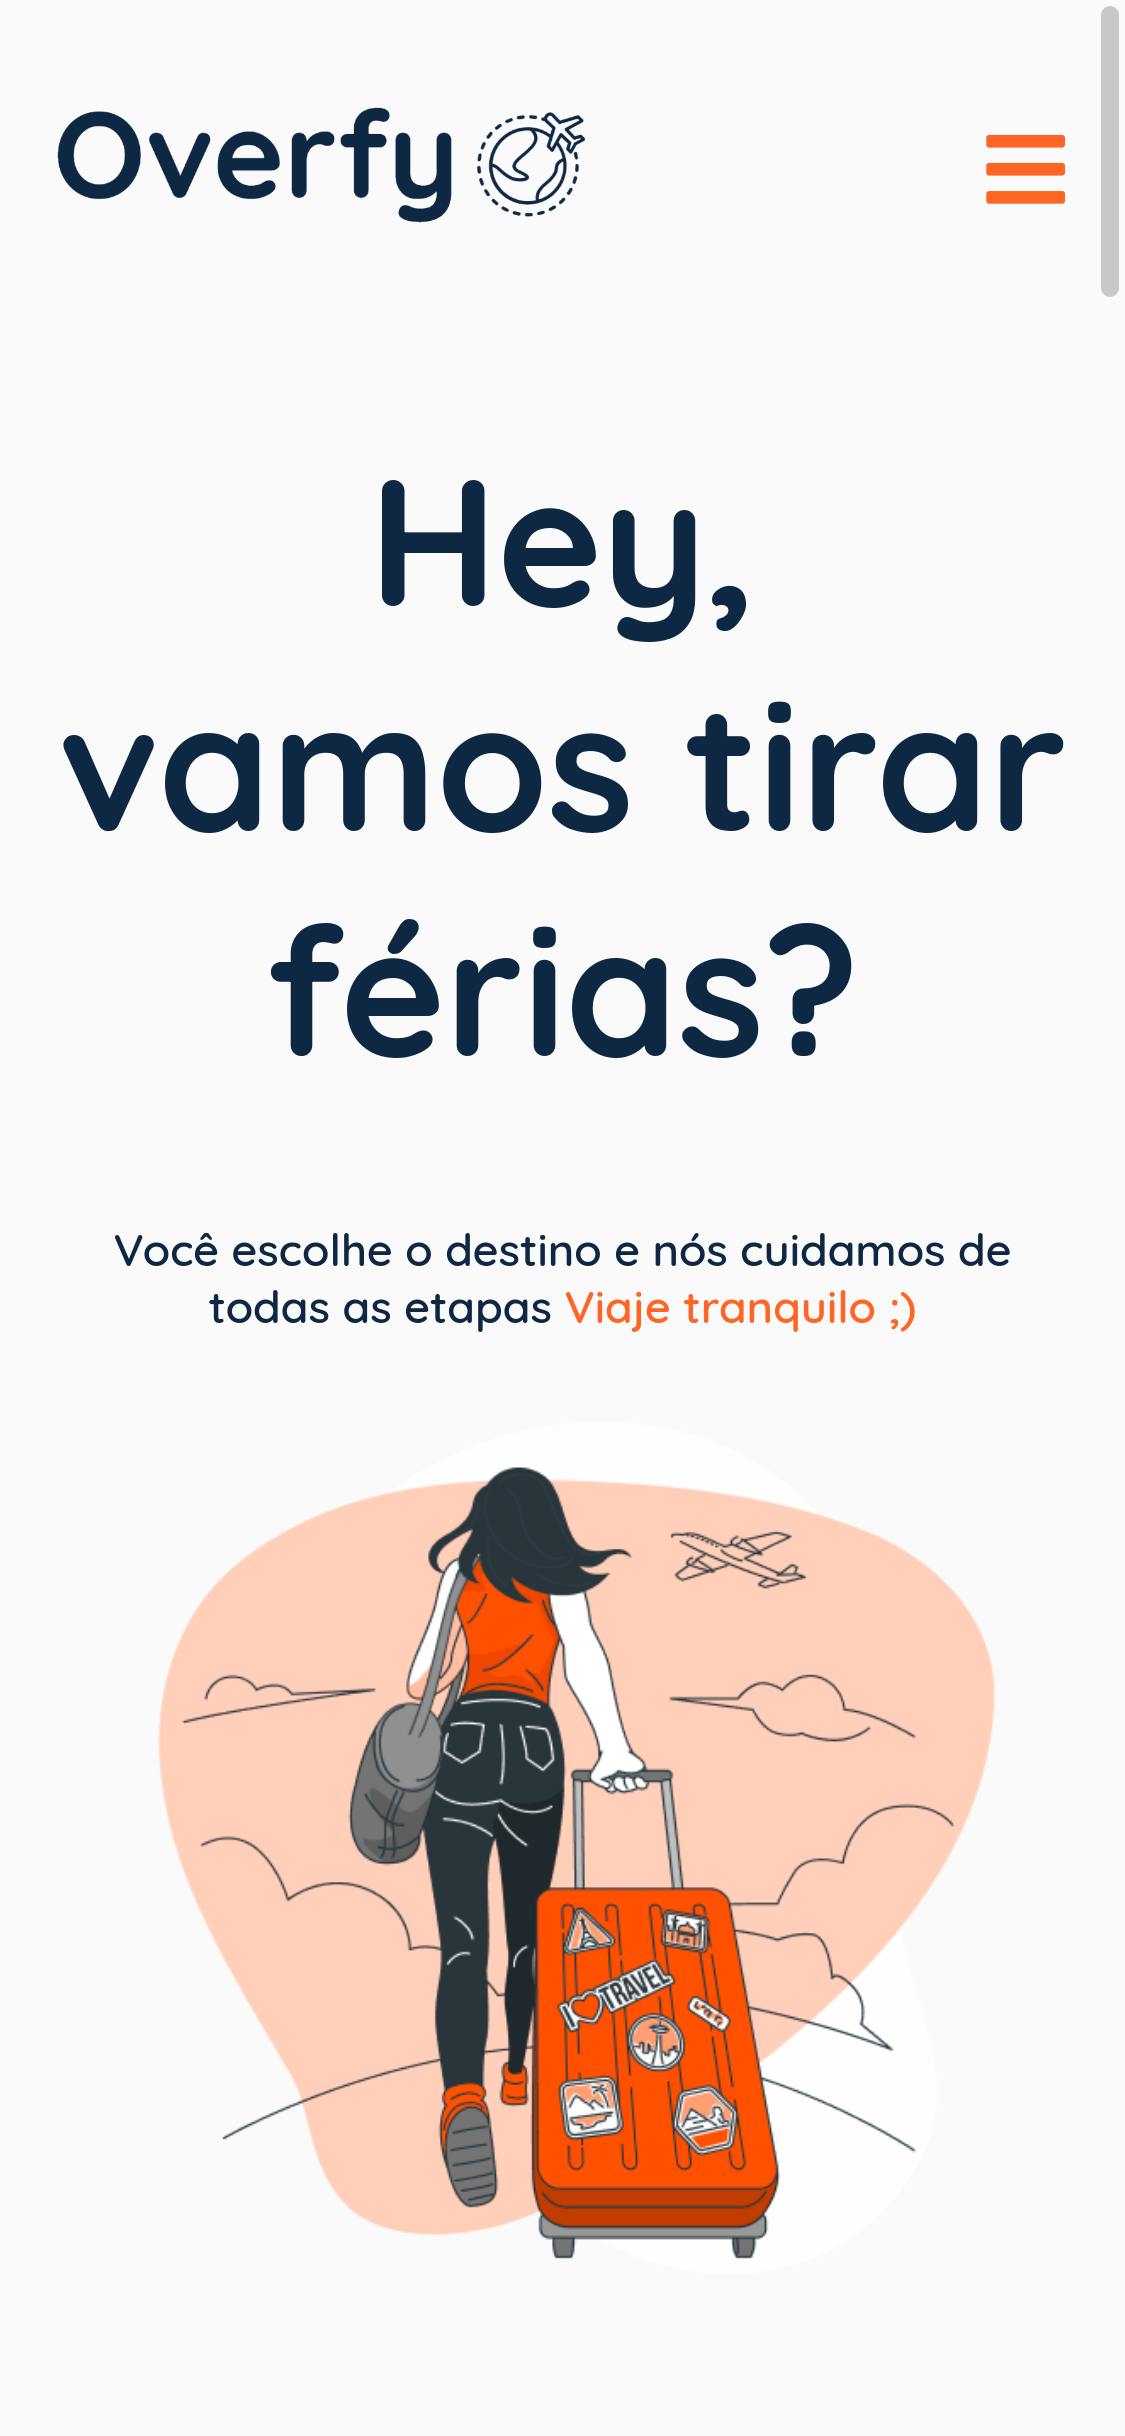 Overfy
Hey,
vamos tirar
férias?
Você escolhe o destino e nós cuidamos de
todas as etapas Viaje tranquilo ;)
I TRAVEL